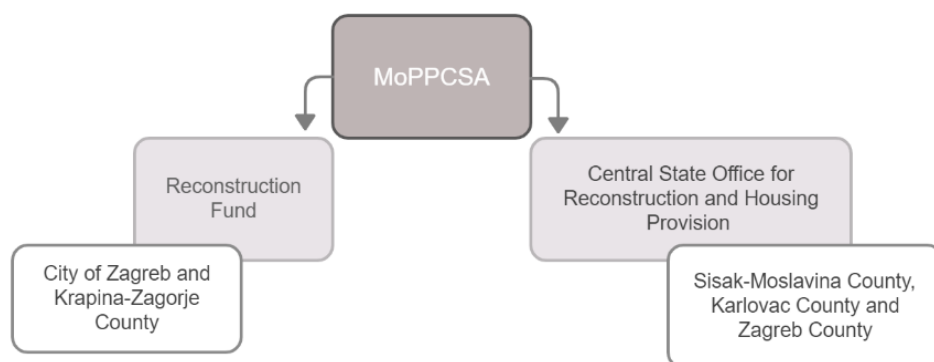 MoPPCSA
Reconstruction
Fund
Central State Office for
Reconstruction and Housing
Provision
City of Zagreb and
Krapina-Zagorje
County
Sisak-Moslavina County,
Karlovac County and
Zagreb County